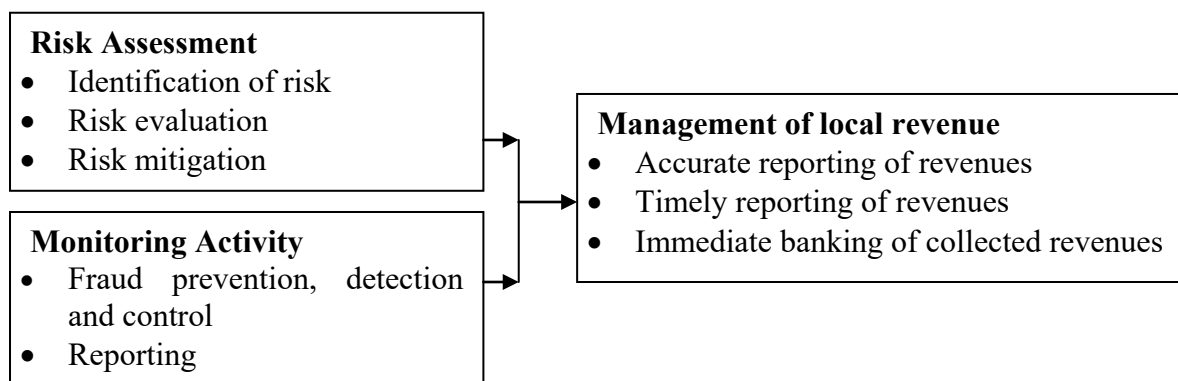 Risk Assessment
• Identification of risk
• Risk evaluation
• Risk mitigation
Monitoring Activity
• Fraud prevention, detection
and control
• Reporting
Management of local revenue
• Accurate reporting of revenues
• Timely reporting of revenues
• Immediate banking of collected revenues